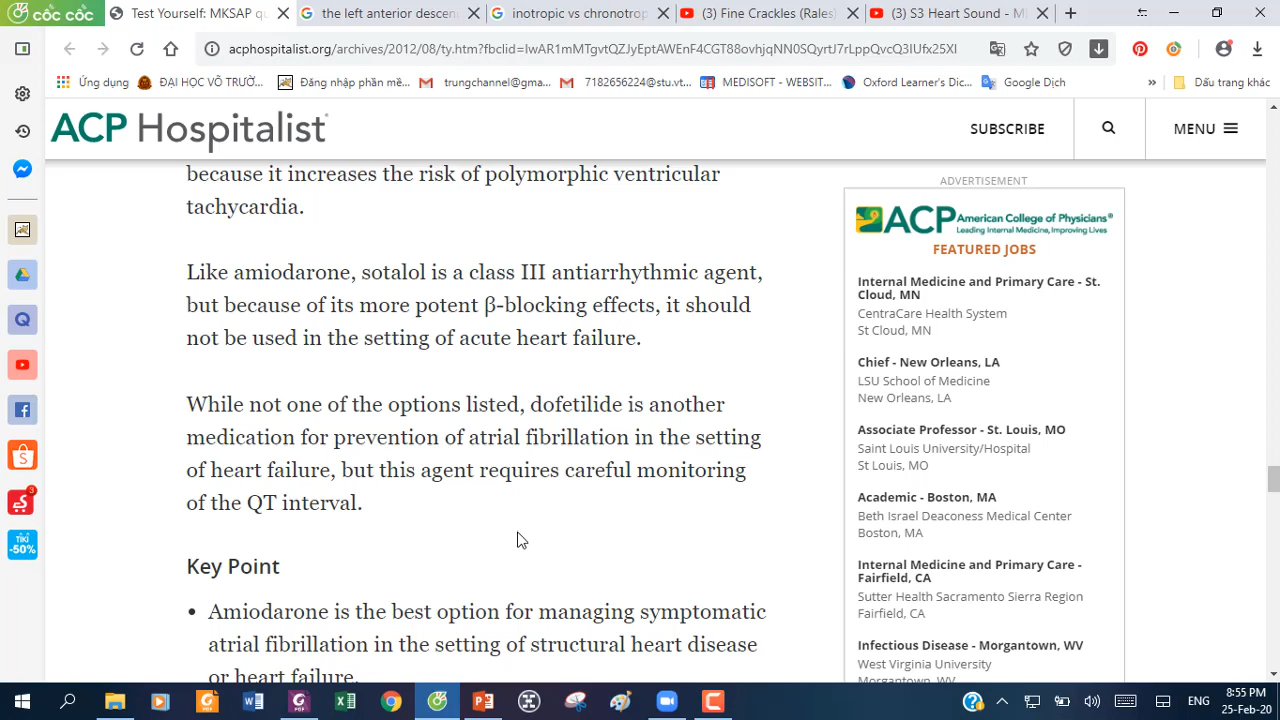 cốc cốc
Test Yourself: MKSAP qu
the left anterior descen
inotropic vs chronotrop
(3) Fine Crackles (Rales)
(3) S3 Heart Sound - M
acphospitalist.org/archives/2012/08/ty.htm?fbclid=IwAR1mMTgvtQZJyEptAWEnF4CGT88ovhjqNN0SQyrtJ7rLppQvcQ3IUfx25XI
Ứng dụng
ĐẠI HỌC VÕ TRƯỜ...
Đăng nhập phần mề...
trungchannel@gma...
7182656224@stu.vt...
MEDISOFT - WEBSIT...
Oxford Learner's Dic...
Google Dịch
»
Dấu trang khác
ACP Hospitalist
SUBSCRIBE
MENU
because it increases the risk of polymorphic ventricular
tachycardia.
Like amiodarone, sotalol is a class III antiarrhythmic agent,
but because of its more potent β-blocking effects, it should
not be used in the setting of acute heart failure.
While not one of the options listed, dofetilide is another
medication for prevention of atrial fibrillation in the setting
of heart failure, but this agent requires careful monitoring
of the QT interval.
Key Point
• Amiodarone is the best option for managing symptomatic
atrial fibrillation in the setting of structural heart disease
or heart failure.
ADVERTISEMENT
ACP American College of Physicians®
Leading Internal Medicine, Improving Lives
FEATURED JOBS
Internal Medicine and Primary Care - St.
Cloud, MN
CentraCare Health System
St Cloud, MN
Chief - New Orleans, LA
LSU School of Medicine
New Orleans, LA
Associate Professor - St. Louis, MO
Saint Louis University/Hospital
St Louis, MO
Academic - Boston, MA
Beth Israel Deaconess Medical Center
Boston, MA
Internal Medicine and Primary Care -
Fairfield, CA
Sutter Health Sacramento Sierra Region
Fairfield, CA
Infectious Disease - Morgantown, WV
West Virginia University
Morgantown, WV
3
TIKI
-50%
ENG
8:55 PM
25-Feb-20